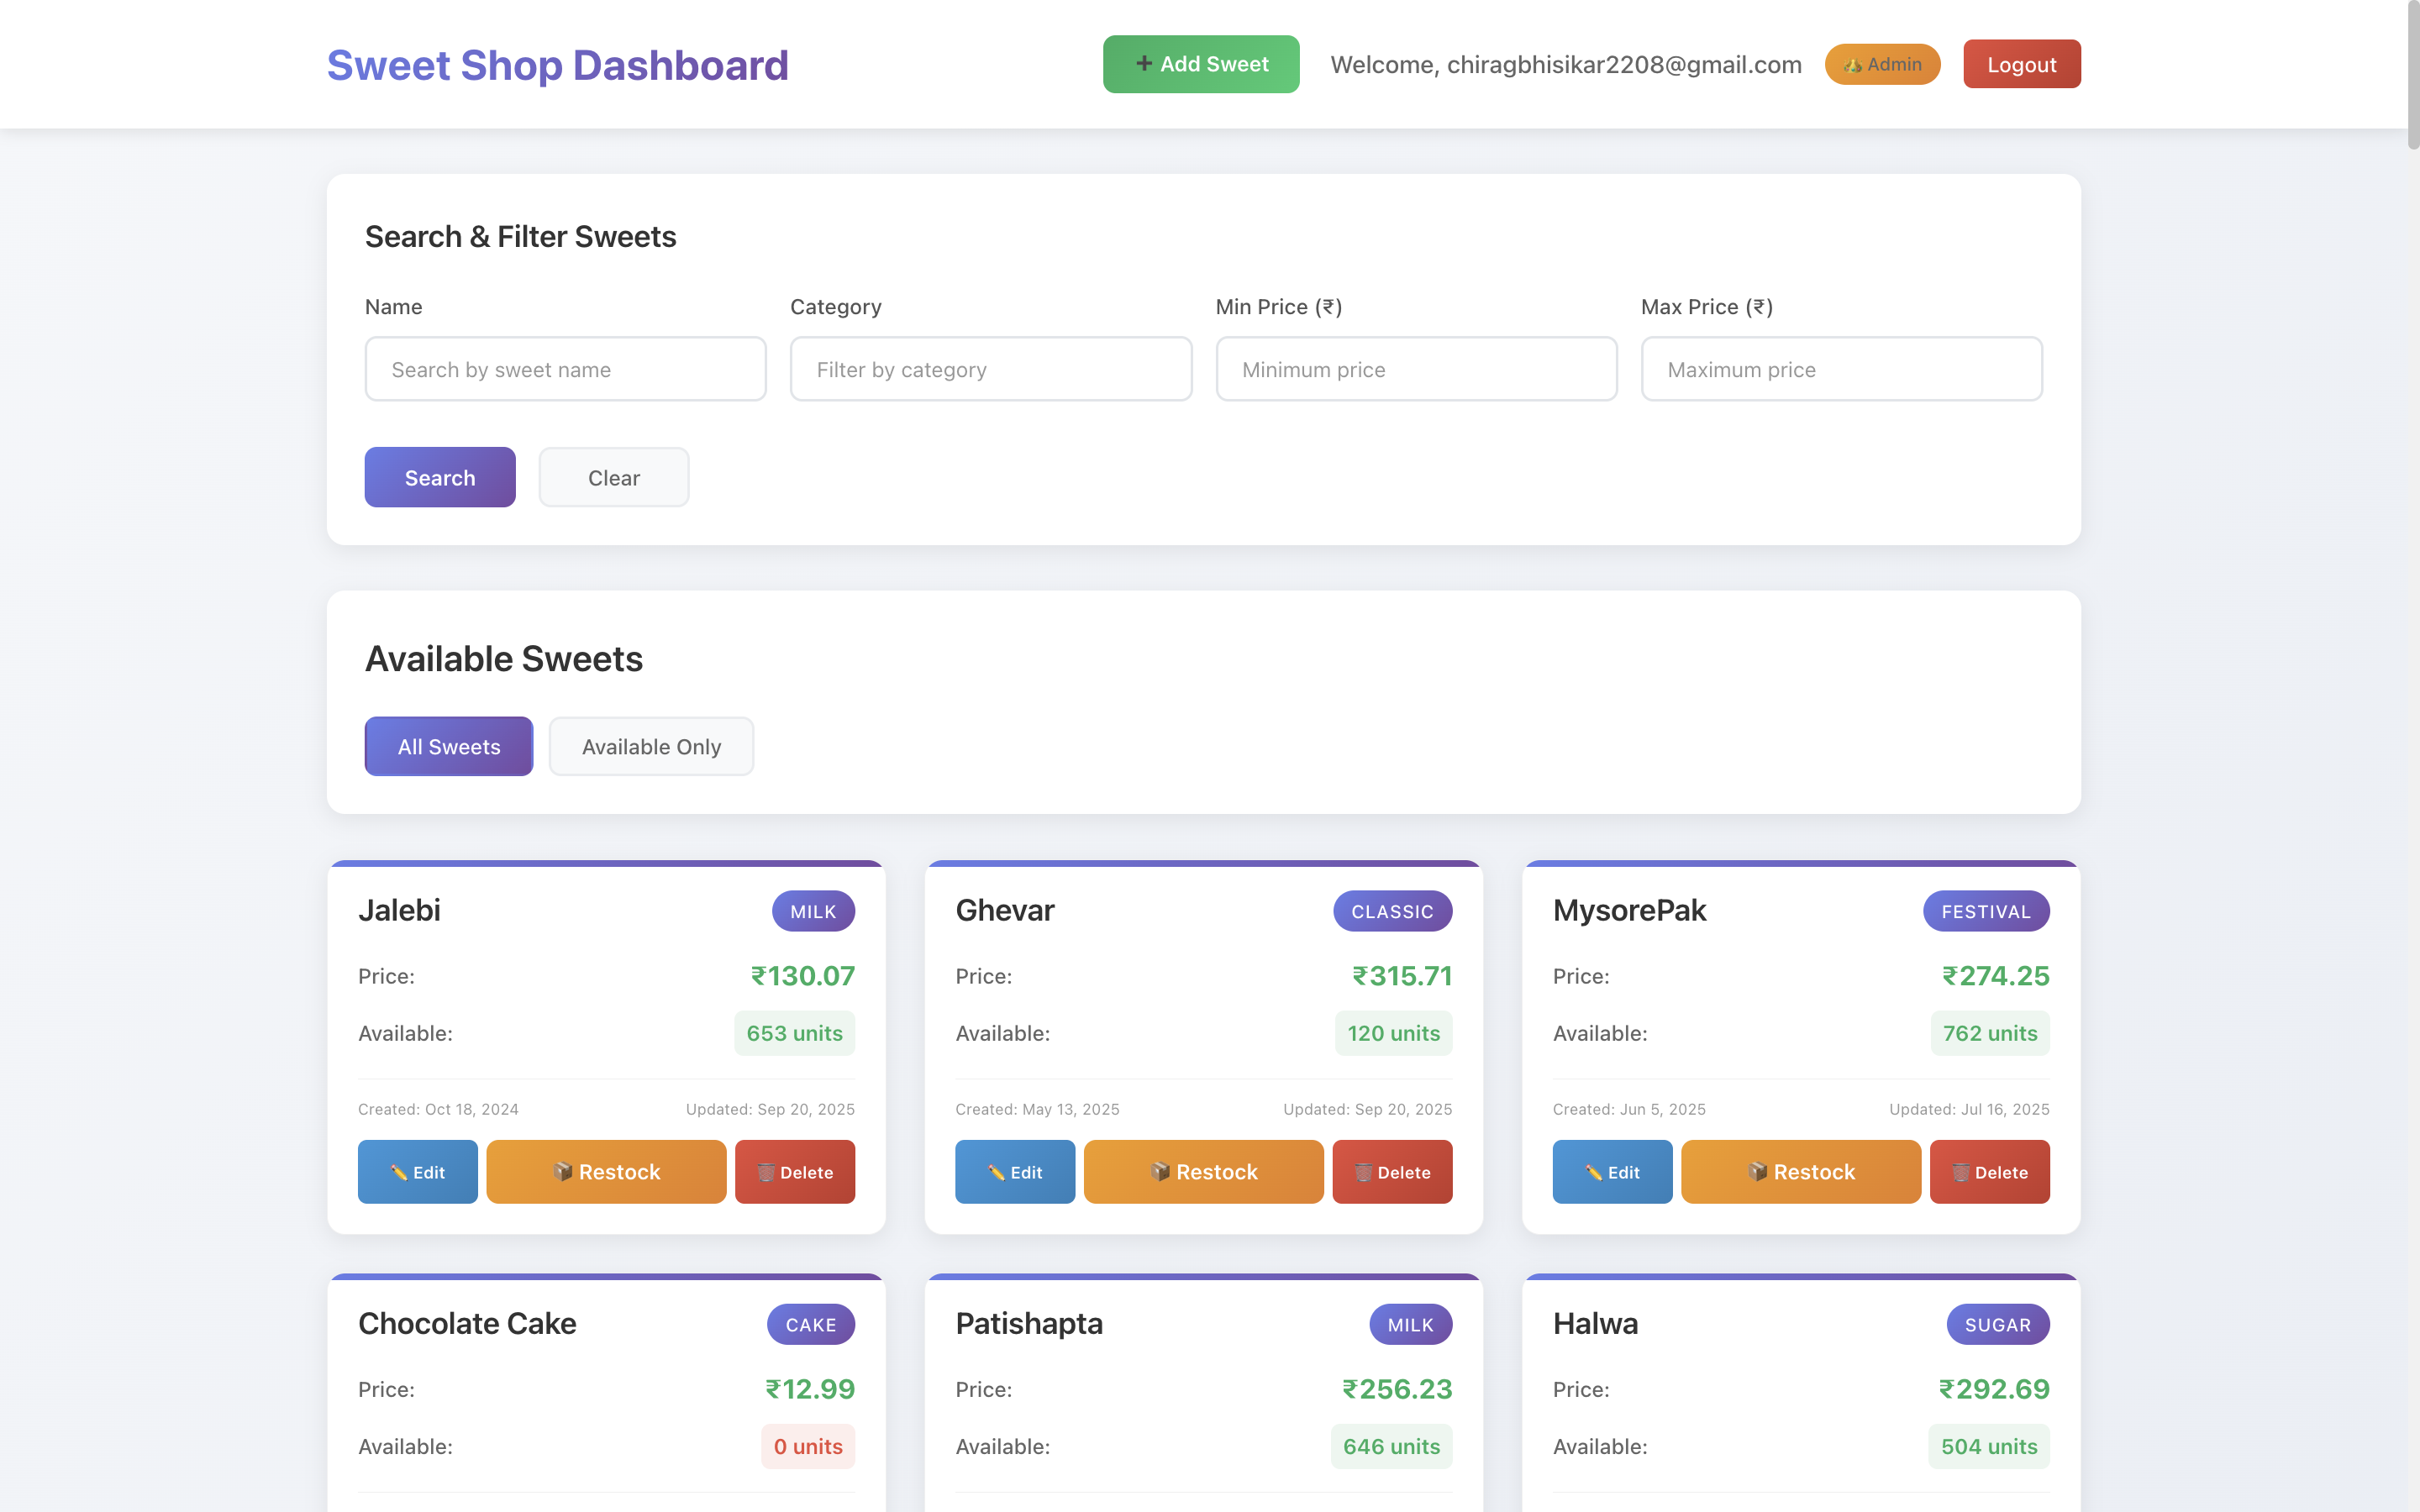 Sweet Shop Dashboard
➕ Add Sweet
Welcome, chiragbhisikar2208@gmail.com
Admin
Logout
Search & Filter Sweets
Name
Category
Min Price (₹)
Max Price (₹)
Search by sweet name
Filter by category
Minimum price
Maximum price
Search
Clear
Available Sweets
All Sweets
Available Only
Jalebi
MILK
Price:
₹130.07
Available:
653 units
Created: Oct 18, 2024
Updated: Sep 20, 2025
✏️ Edit
📦 Restock
🗑️ Delete
Ghevar
CLASSIC
Price:
₹315.71
Available:
120 units
Created: May 13, 2025
Updated: Sep 20, 2025
✏️ Edit
📦 Restock
🗑️ Delete
MysorePak
FESTIVAL
Price:
₹274.25
Available:
762 units
Created: Jun 5, 2025
Updated: Jul 16, 2025
✏️ Edit
📦 Restock
🗑️ Delete
Chocolate Cake
CAKE
Price:
₹12.99
Available:
0 units
Patishapta
MILK
Price:
₹256.23
Available:
646 units
Halwa
SUGAR
Price:
₹292.69
Available:
504 units